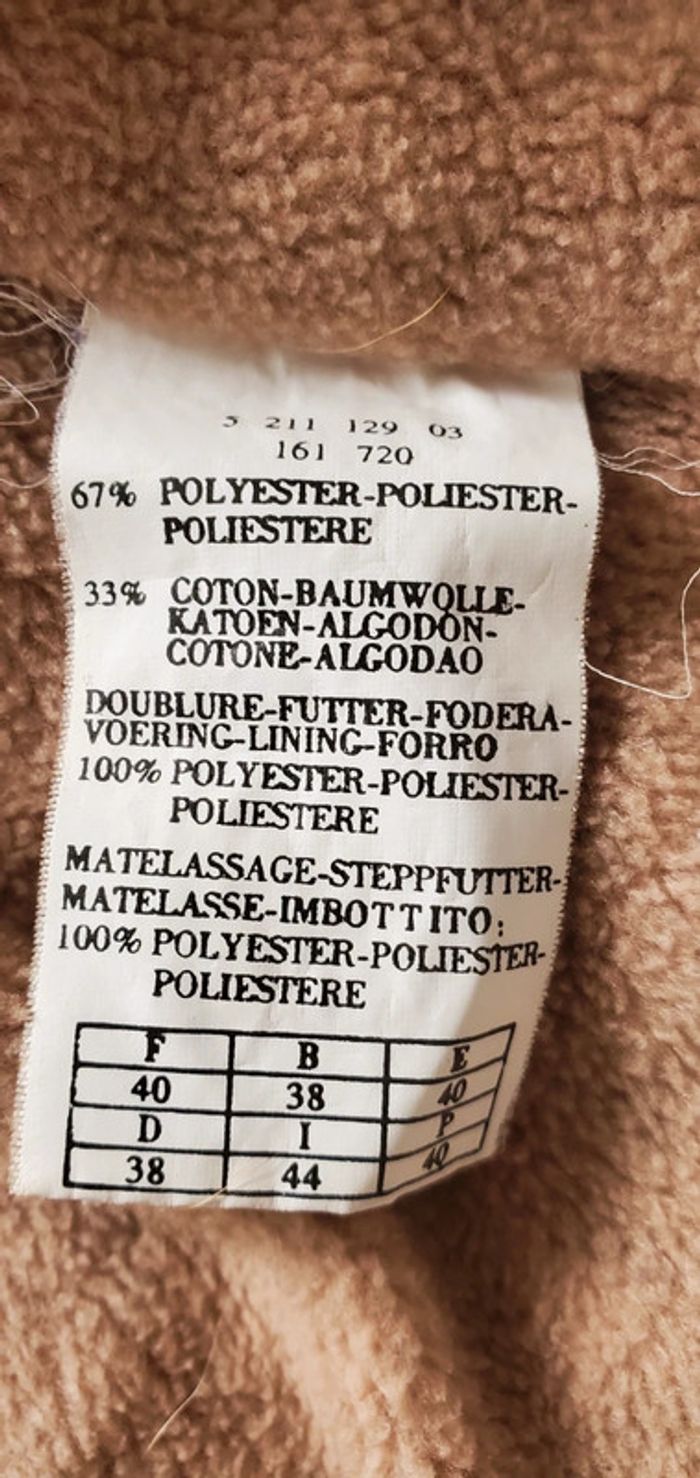 5 211 129 03
161 720
67% POLYESTER-POLIESTER-
POLIESTERE
33% COTON-BAUMWOLLE-
KATOEN-ALGODÓN-
COTONE-ALGODAO
DOUBLURE-FUTTER-FODERA-
VOERING-LINING-FORRO
100% POLYESTER-POLIESTER-
POLIESTERE
MATELASSAGE-STEPPFUTTER-
MATELASSE-IMBOTTITO:
100% POLYESTER-POLIESTER-
POLIESTERE
F B E
40 38 40
D I P
38 44 40